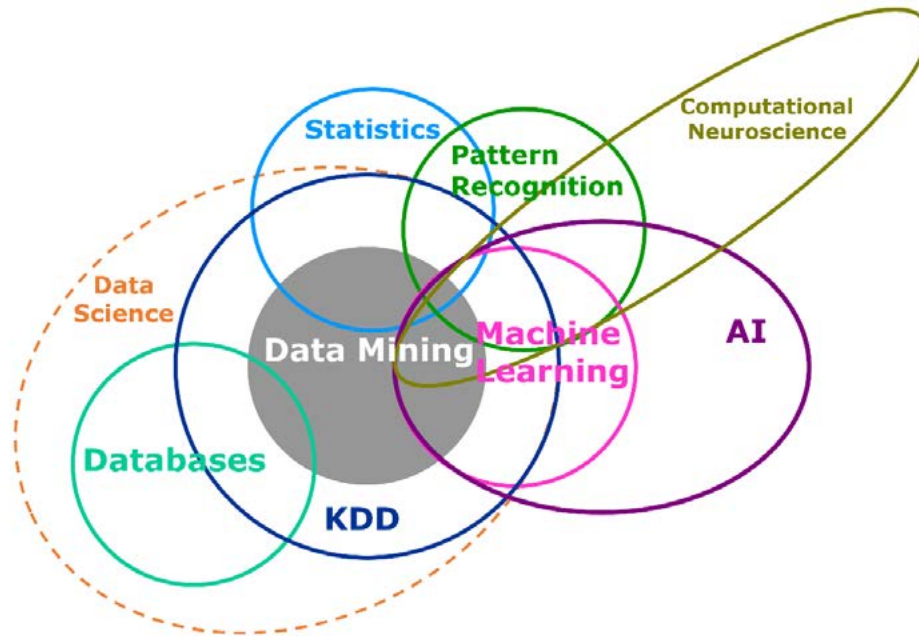 Computational
Neuroscience
Statistics
Pattern
Recognition
Data
Science
Data Mining
Machine
Learning
AI
Databases
KDD